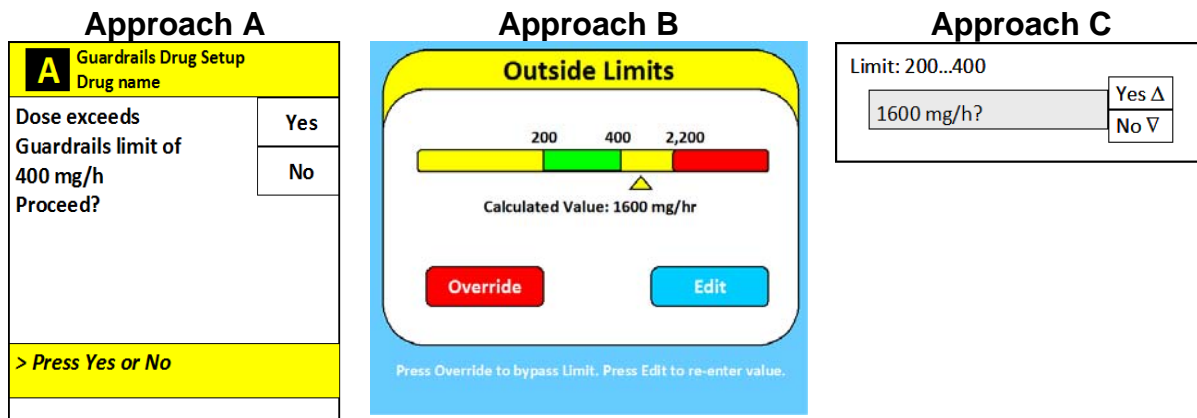 Approach A
A
Guardrails Drug Setup
Drug name
Dose exceeds
Guardrails limit of
400 mg/h
Proceed?
Yes
No
> Press Yes or No
Approach B
Outside Limits
200 400 2,200
Calculated Value: 1600 mg/hr
Override Edit
Press Override to bypass Limit. Press Edit to re-enter value.
Approach C
Limit: 200...400
1600 mg/h?
Yes Δ
No ∇